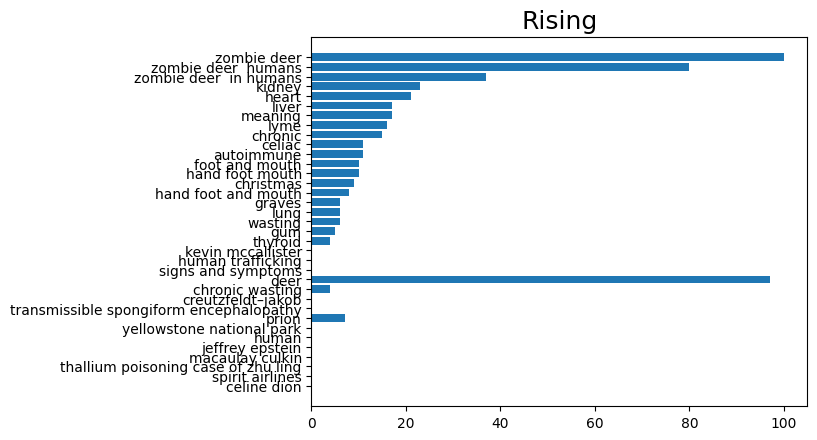 Rising
zombie deer
zombie deer  humans
zombie deer  in humans
kidney
heart
liver
meaning
lyme
chronic
celiac
autoimmune
foot and mouth
hand foot mouth
christmas
hand foot and mouth
graves
lung
wasting
gum
thyroid
kevin mccallister
human trafficking
signs and symptoms
deer
chronic wasting
creutzfeldt–jakob
transmissible spongiform encephalopathy
prion
yellowstone national park
human
jeffrey epstein
macaulay culkin
thallium poisoning case of zhu ling
spirit airlines
celine dion
0 20 40 60 80 100